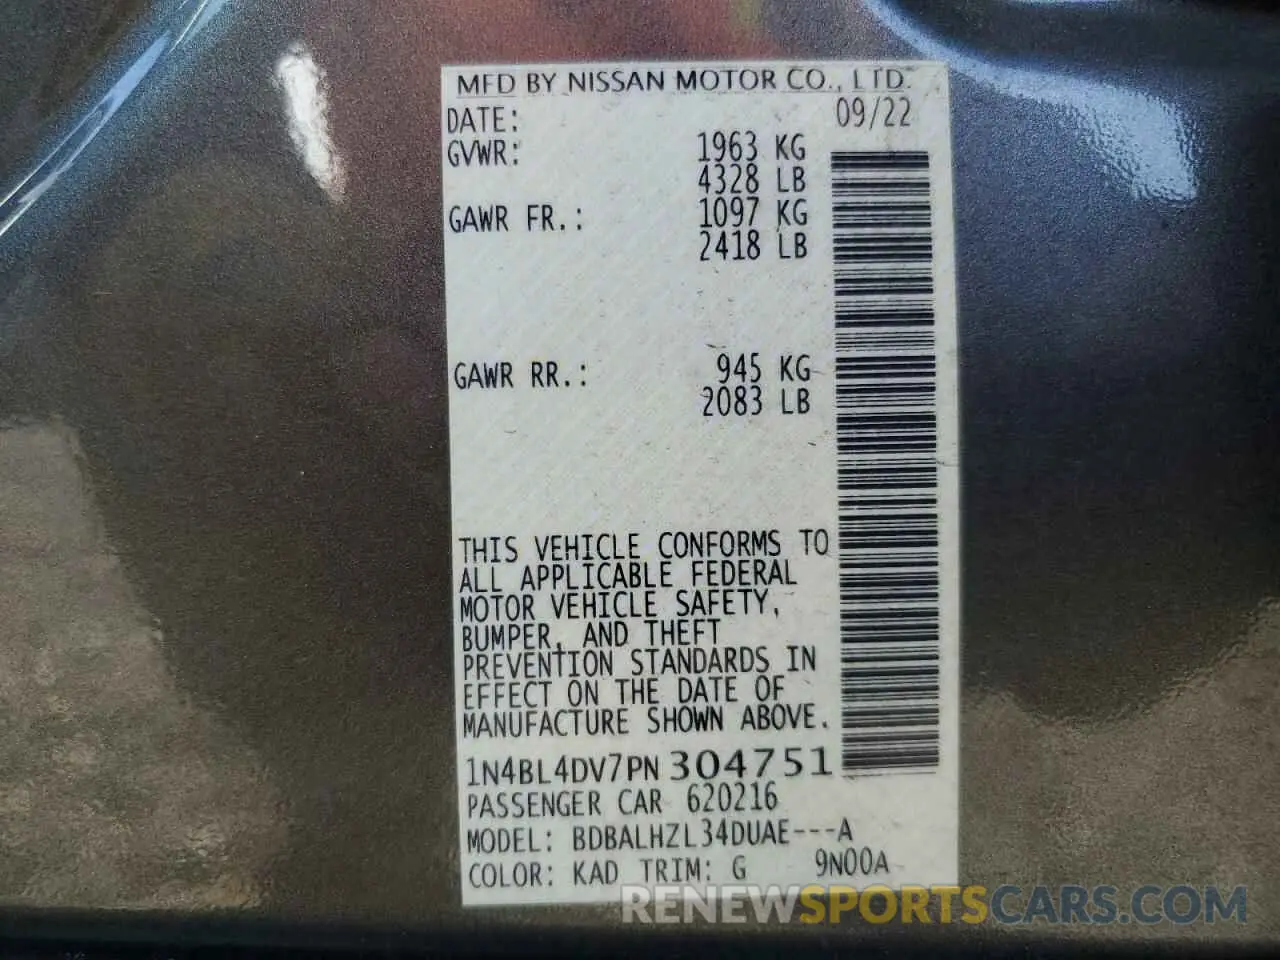 MFD BY NISSAN MOTOR CO., LTD.
DATE: 09/22
GVWR: 1963 KG
4328 LB
GAWR FR.: 1097 KG
2418 LB
GAWR RR.: 945 KG
2083 LB
THIS VEHICLE CONFORMS TO
ALL APPLICABLE FEDERAL
MOTOR VEHICLE SAFETY,
BUMPER, AND THEFT
PREVENTION STANDARDS IN
EFFECT ON THE DATE OF
MANUFACTURE SHOWN ABOVE.
1N4BL4DV7PN304751
PASSENGER CAR 620216
MODEL: BDBALHZL34DUAE---A
COLOR: KAD TRIM: G 9N00A
RENEWSPORTSCARS.COM